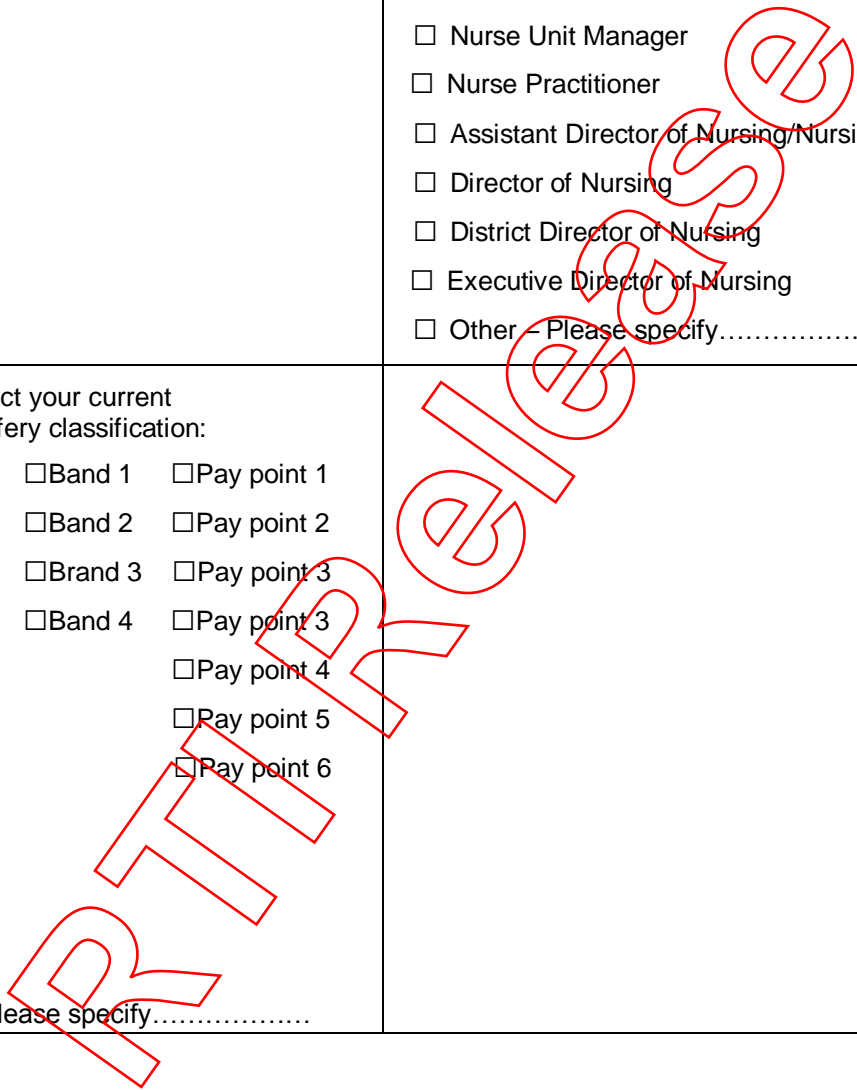 ☐ Nurse Unit Manager
☐ Nurse Practitioner
☐ Assistant Director of Nursing/Nursi
☐ Director of Nursing
☐ District Director of Nursing
☐ Executive Director of Nursing
☐ Other – Please specify……………..
ct your current
fery classification:
☐Band 1 ☐Pay point 1
☐Band 2 ☐Pay point 2
☐Brand 3 ☐Pay point 3
☐Band 4 ☐Pay point 3
☐Pay point 4
☐Pay point 5
☐Pay point 6
lease specify………………
RTI Release